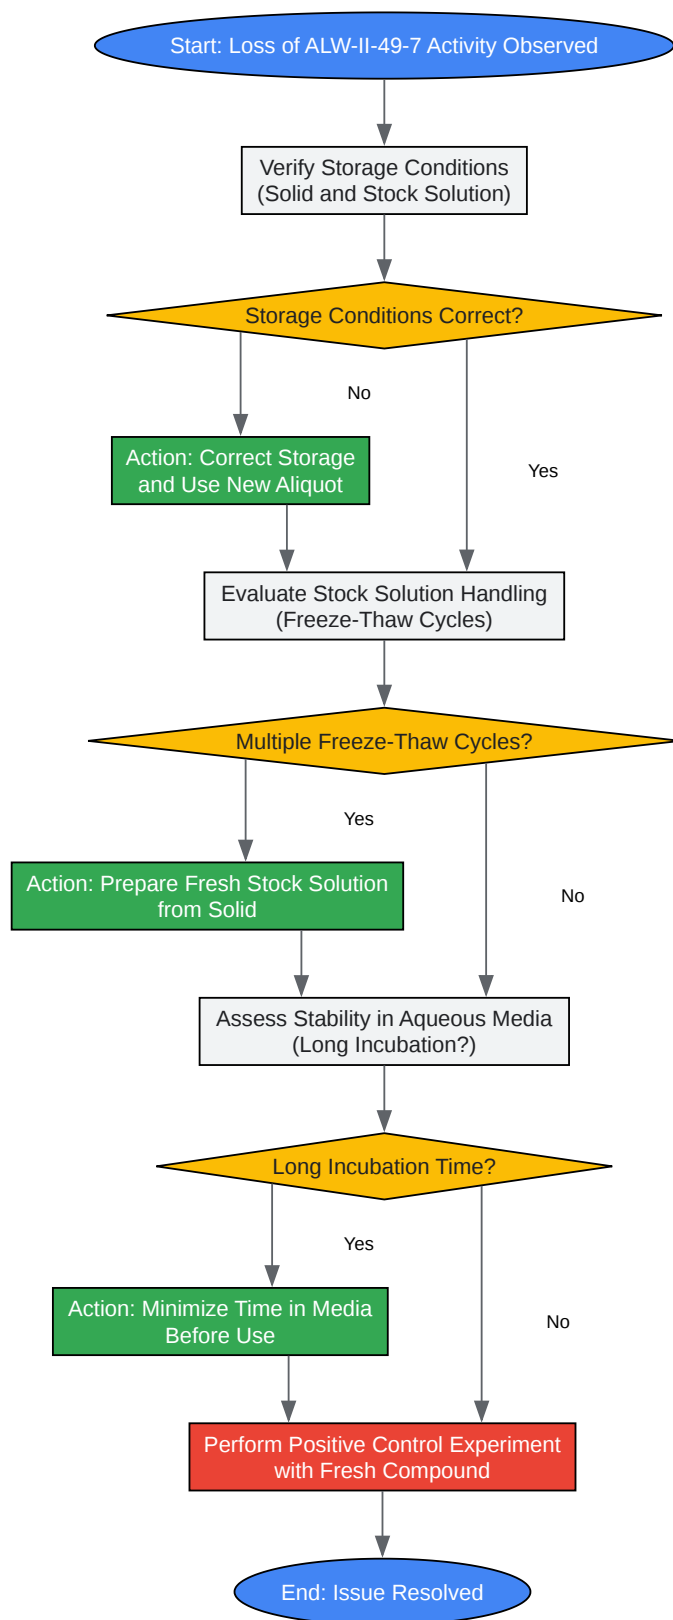 Start: Loss of ALW-II-49-7 Activity Observed
Verify Storage Conditions
(Solid and Stock Solution)
Storage Conditions Correct?
No
Action: Correct Storage
and Use New Aliquot
Yes
Evaluate Stock Solution Handling
(Freeze-Thaw Cycles)
Multiple Freeze-Thaw Cycles?
Yes
Action: Prepare Fresh Stock Solution
from Solid
No
Assess Stability in Aqueous Media
(Long Incubation?)
Long Incubation Time?
Yes
Action: Minimize Time in Media
Before Use
No
Perform Positive Control Experiment
with Fresh Compound
End: Issue Resolved